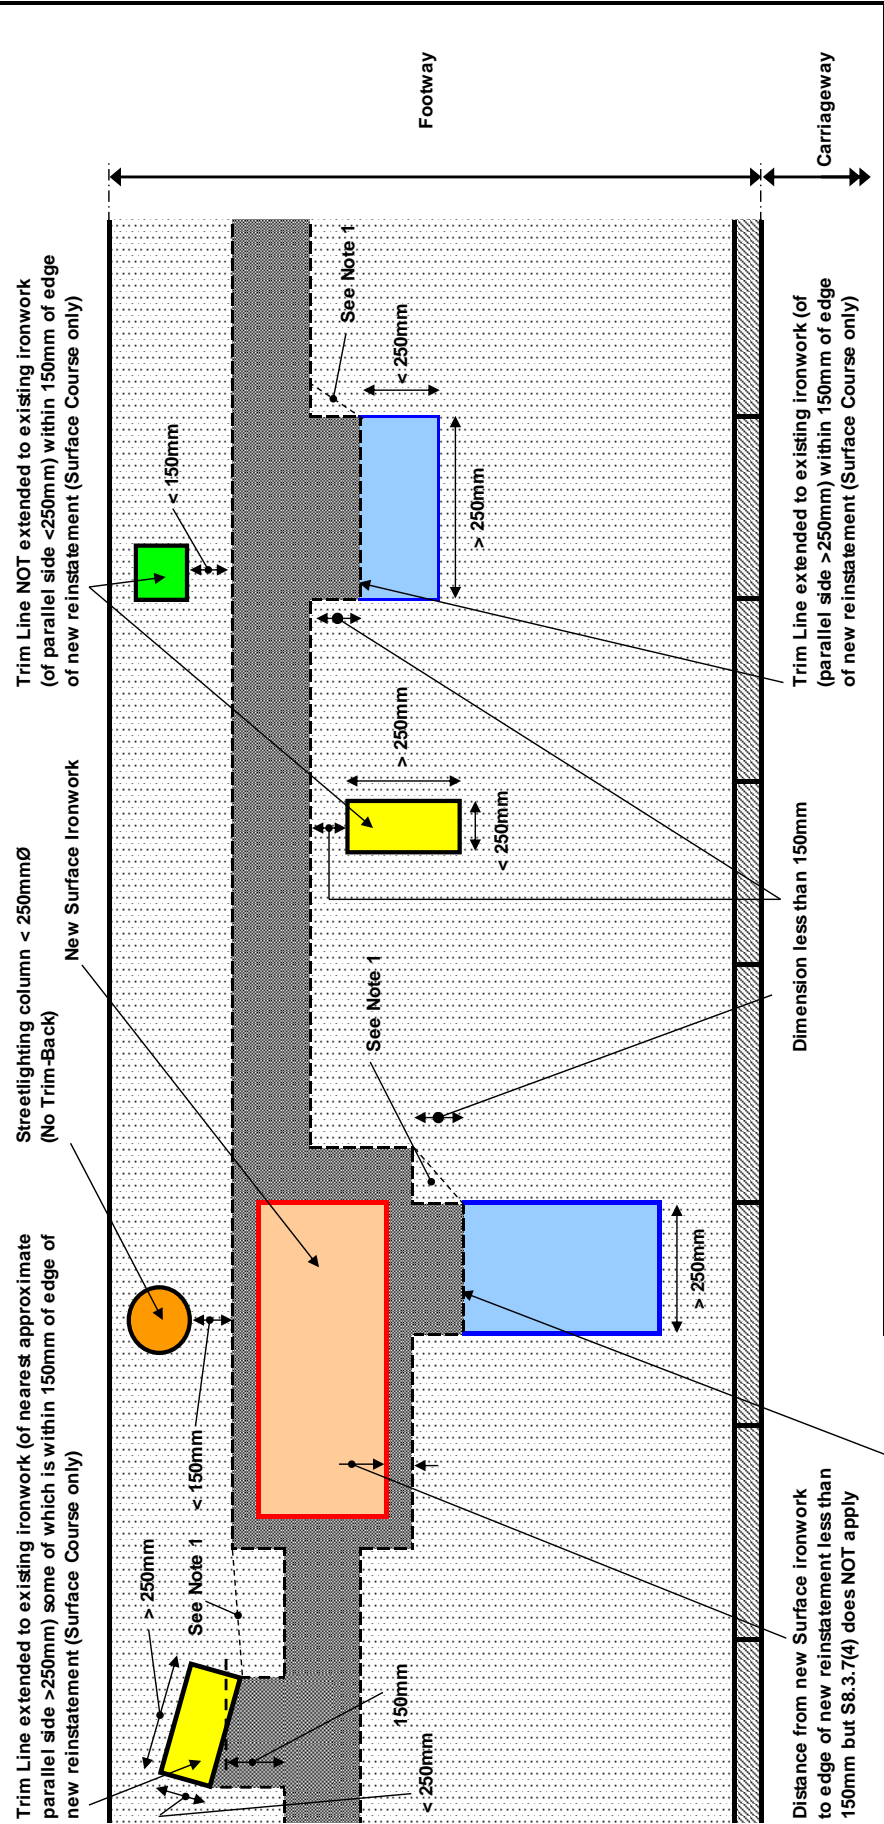 Trim Line extended to existing ironwork (of nearest approximate
parallel side >250mm) some of which is within 150mm of edge of
new reinstatement (Surface Course only)
Streetlighting column < 250mmØ
(No Trim-Back)
New Surface Ironwork
Trim Line NOT extended to existing ironwork
(of parallel side <250mm) within 150mm of edge
of new reinstatement (Surface Course only)
Footway
Carriageway
> 250mm
See Note 1
< 150mm
< 150mm
See Note 1
< 250mm
> 250mm
> 250mm
< 250mm
See Note 1
> 250mm
150mm
< 250mm
Distance from new Surface ironwork
to edge of new reinstatement less than
150mm but S8.3.7(4) does NOT apply
Dimension less than 150mm
Trim Line extended to existing ironwork (of
(parallel side >250mm) within 150mm of edge
of new reinstatement (Surface Course only)